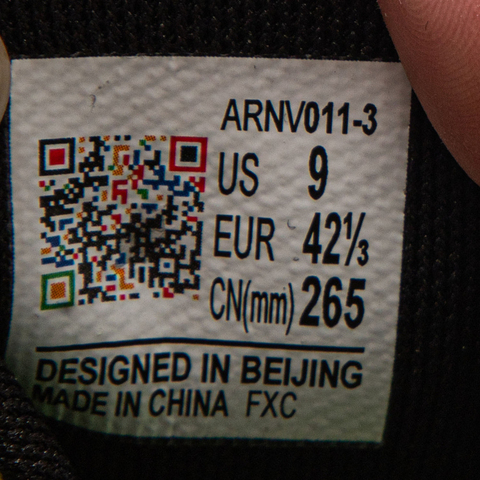 ARNV011-3
US 9
EUR 42⅓
CN(mm) 265
DESIGNED IN BEIJING
MADE IN CHINA FXC